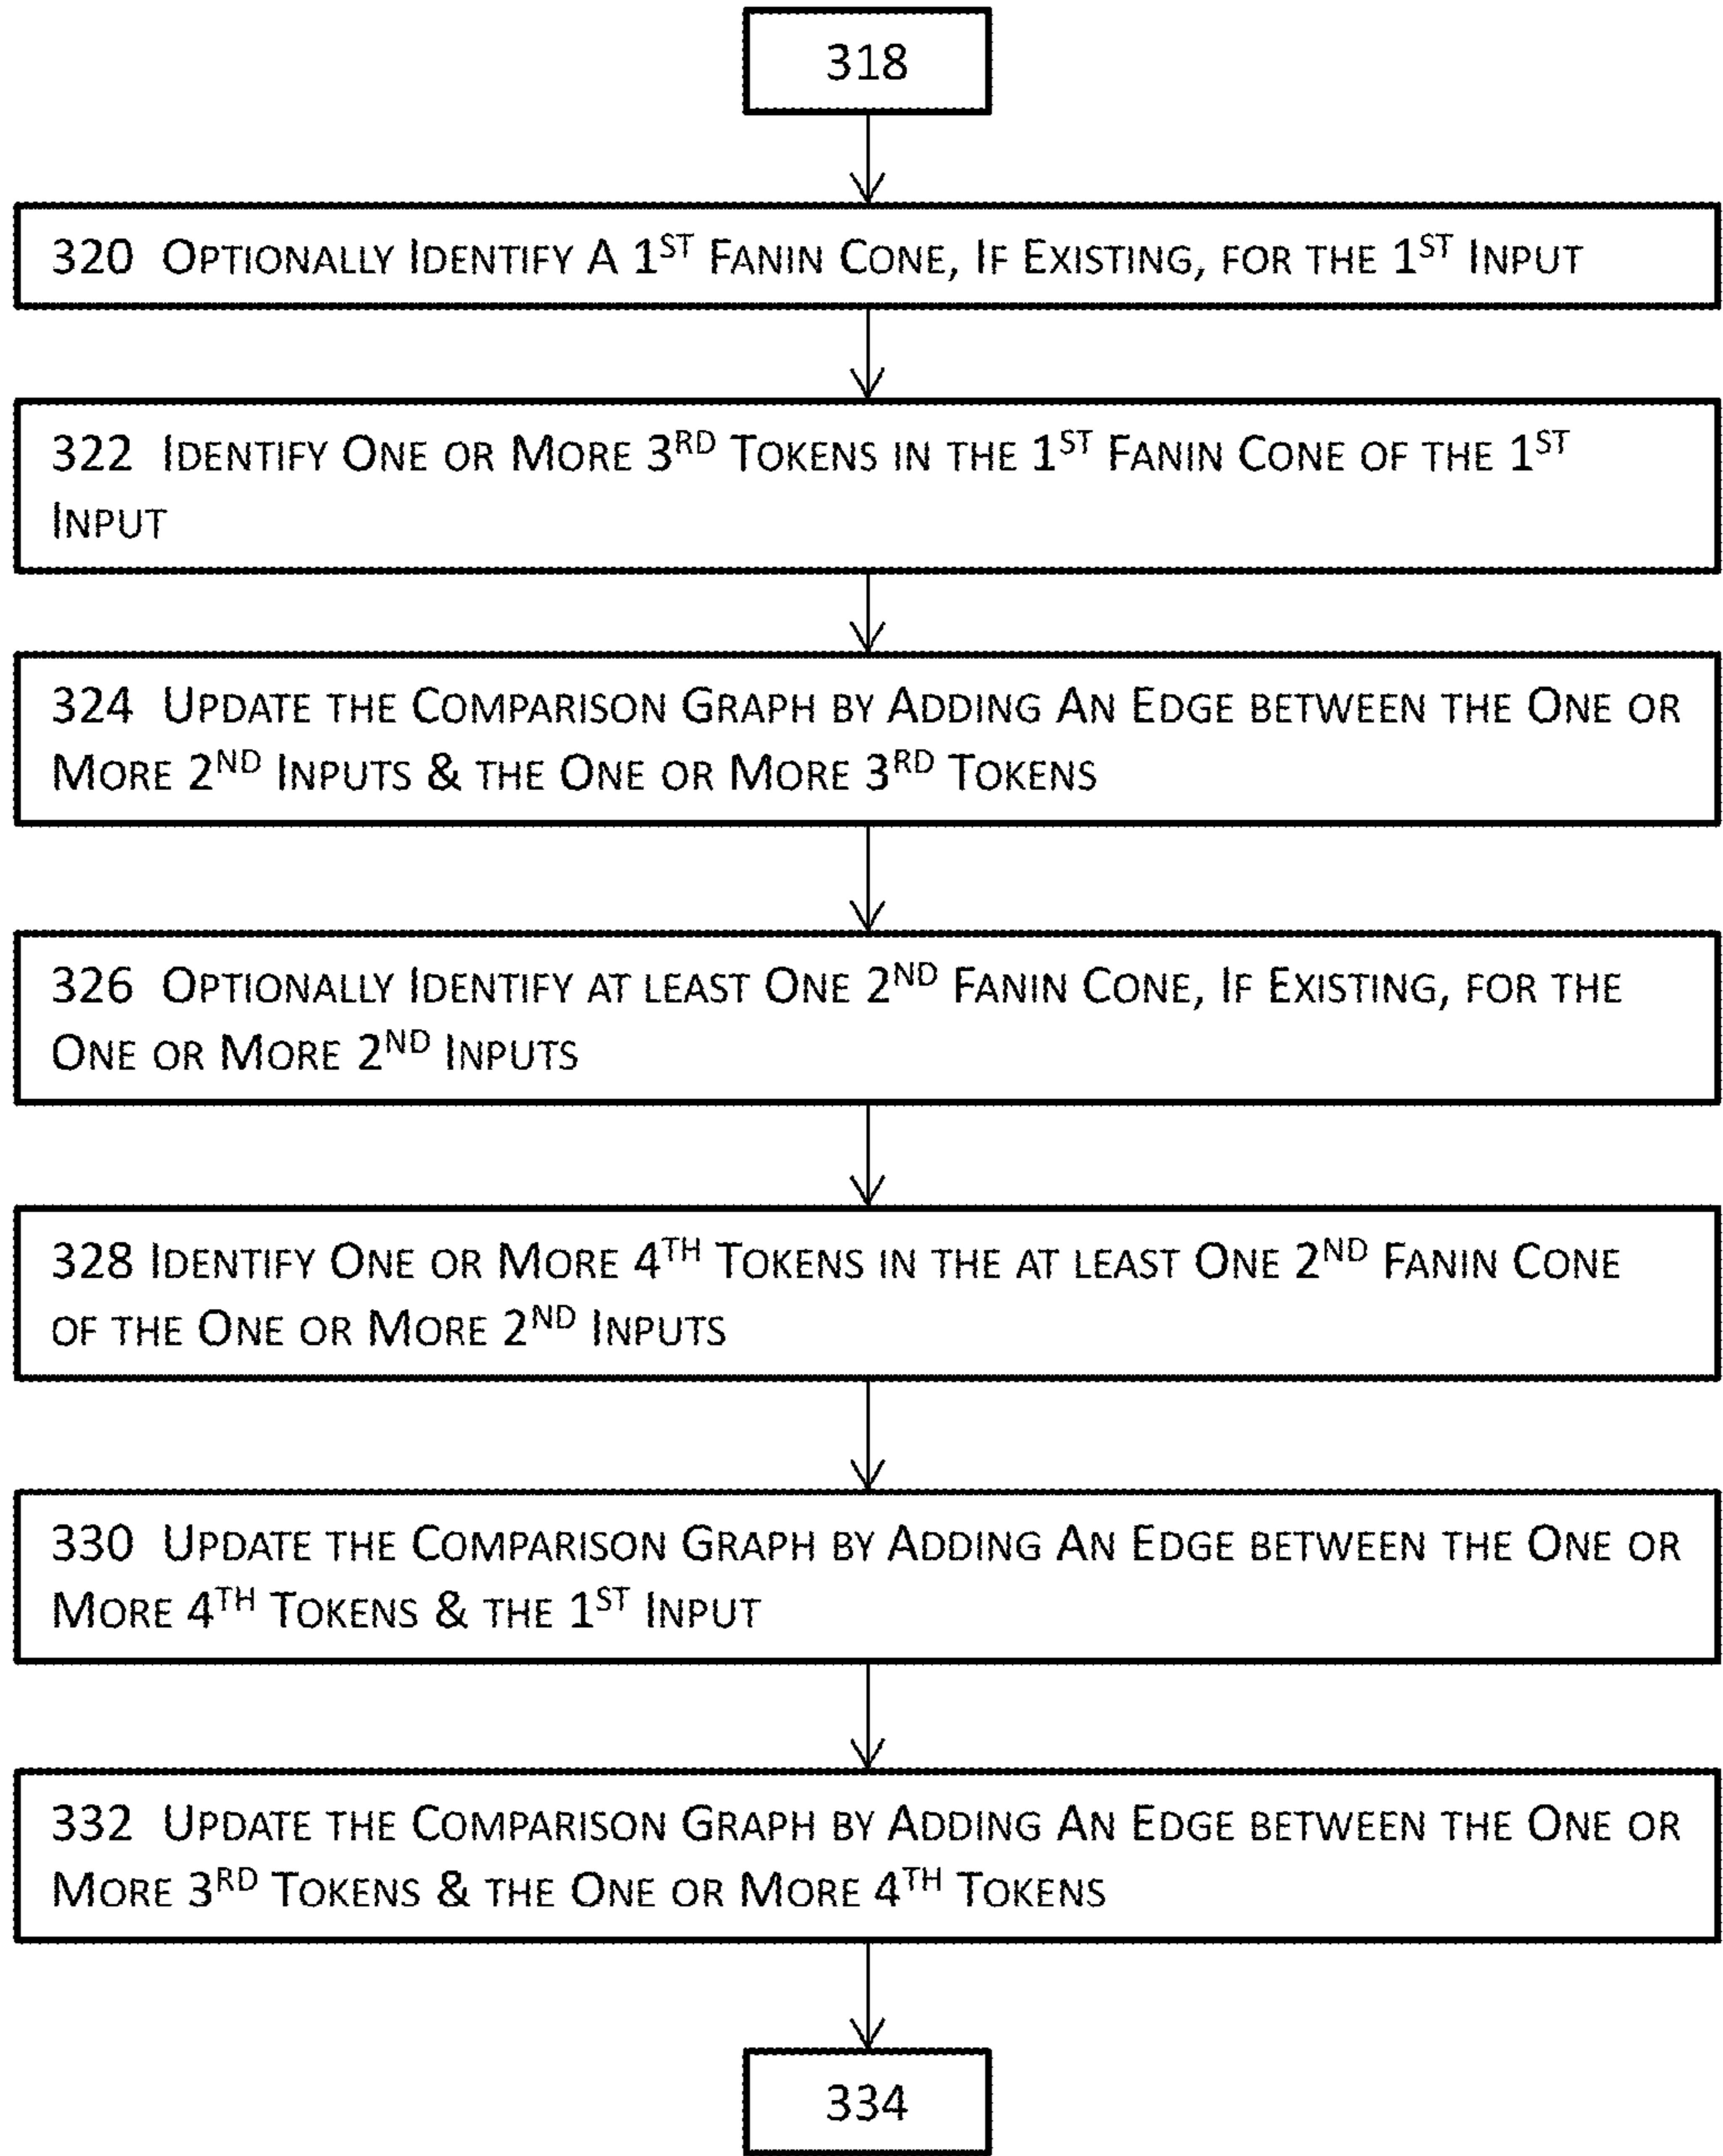 318
320 Optionally Identify A 1st Fanin Cone, If Existing, for the 1st Input
322 Identify One or More 3rd Tokens in the 1st Fanin Cone of the 1st
Input
324 Update the Comparison Graph by Adding An Edge between the One or
More 2nd Inputs & the One or More 3rd Tokens
326 Optionally Identify at least One 2nd Fanin Cone, If Existing, for the
One or More 2nd Inputs
328 Identify One or More 4th Tokens in the at least One 2nd Fanin Cone
of the One or More 2nd Inputs
330 Update the Comparison Graph by Adding An Edge between the One or
More 4th Tokens & the 1st Input
332 Update the Comparison Graph by Adding An Edge between the One or
More 3rd Tokens & the One or More 4th Tokens
334